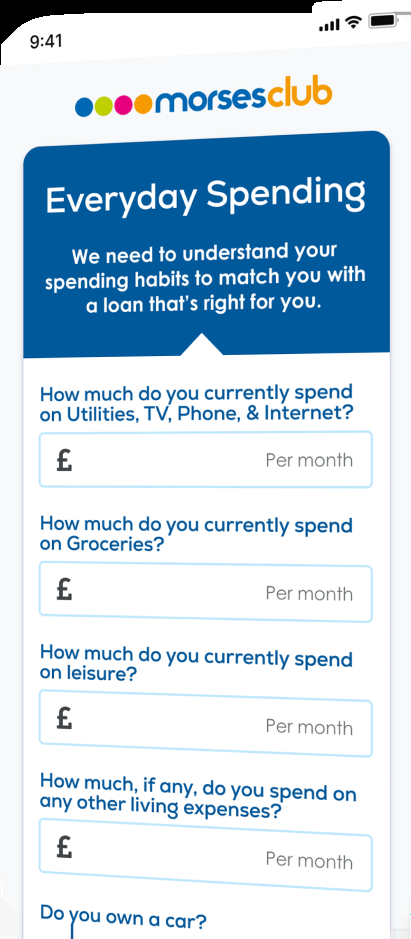 9:41
morsesclub
Everyday Spending
We need to understand your
spending habits to match you with
a loan that's right for you.
How much do you currently spend
on Utilities, TV, Phone, & Internet?
£ Per month
How much do you currently spend
on Groceries?
£ Per month
How much do you currently spend
on leisure?
£ Per month
How much, if any, do you spend on
any other living expenses?
£ Per month
Do you own a car?